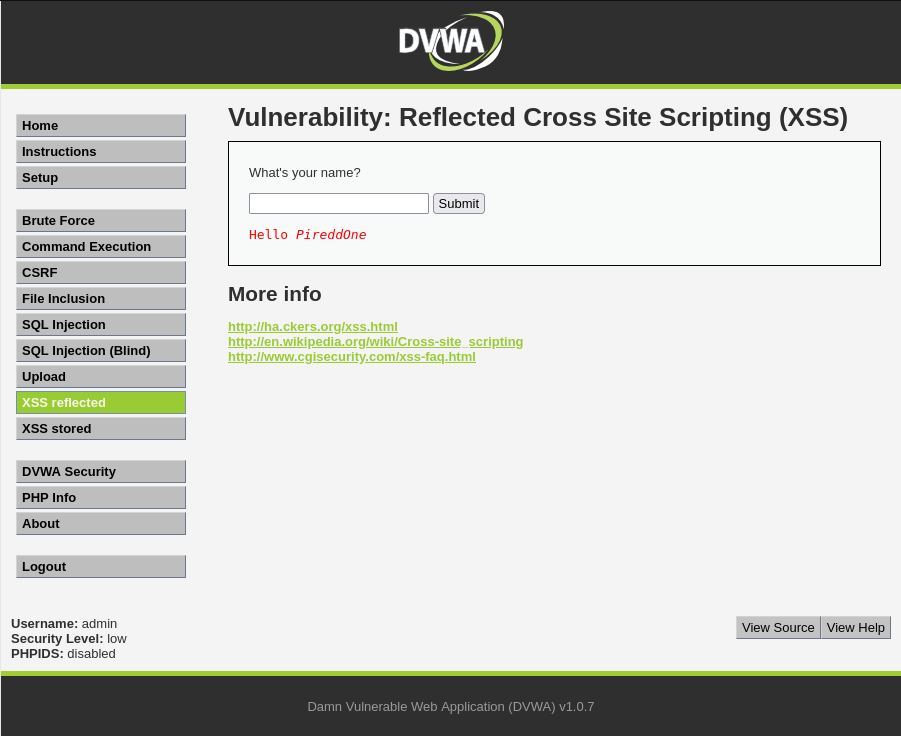 DVWA
Vulnerability: Reflected Cross Site Scripting (XSS)
Home
Instructions
Setup
Brute Force
Command Execution
CSRF
File Inclusion
SQL Injection
SQL Injection (Blind)
Upload
XSS reflected
XSS stored
DVWA Security
PHP Info
About
Logout
What's your name?
Submit
Hello PireddOne
More info
http://ha.ckers.org/xss.html
http://en.wikipedia.org/wiki/Cross-site_scripting
http://www.cgisecurity.com/xss-faq.html
Username: admin
Security Level: low
PHPIDS: disabled
View Source View Help
Damn Vulnerable Web Application (DVWA) v1.0.7